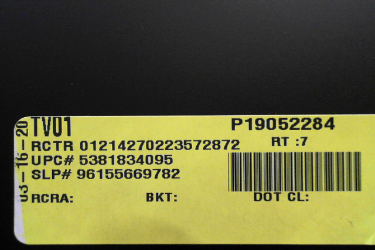 TV01 P19052284
RCTR 01214270223572872 RT :7
UPC# 5381834095
SLP# 96155669782
RCRA: BKT: DOT CL:
03-16-20